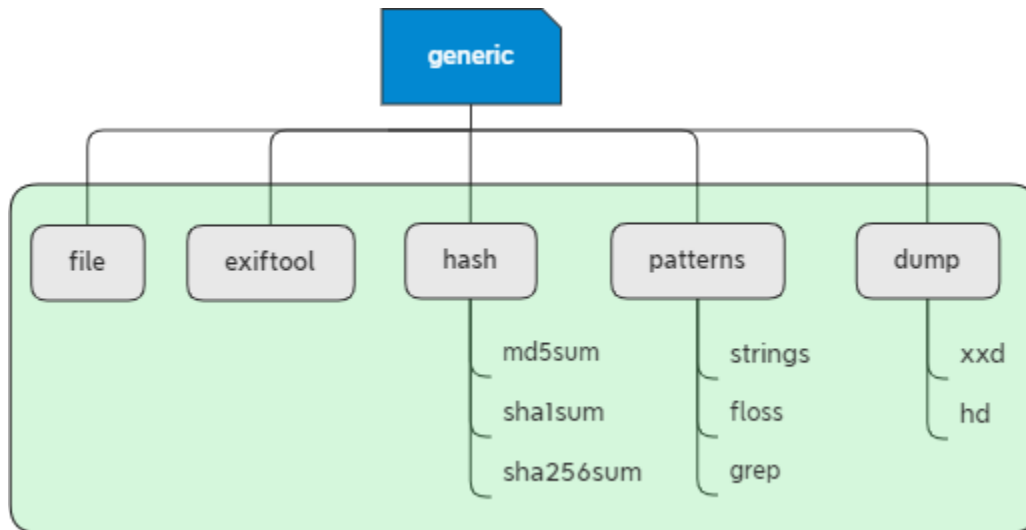 generic
file
exiftool
hash
patterns
dump
md5sum
strings
xxd
sha1sum
floss
hd
sha256sum
grep